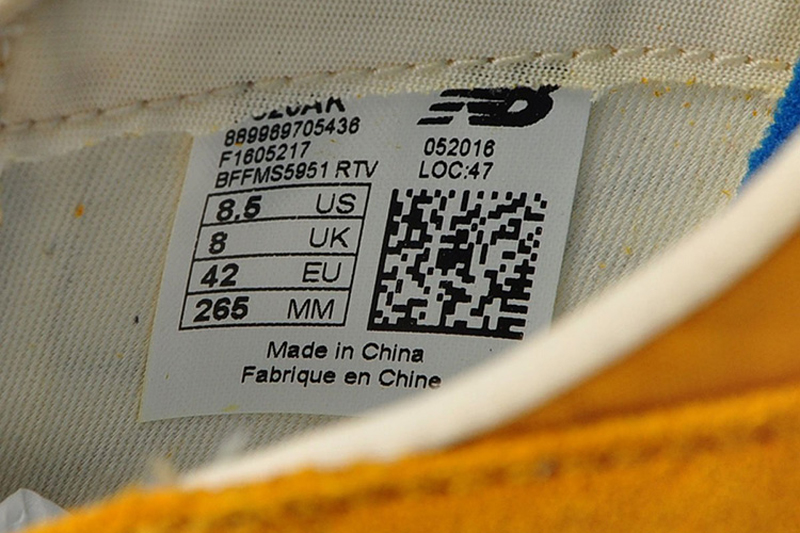 889969705436
F1605217
BFFMS5951 RTV
052016
LOC:47
8.5 US
8 UK
42 EU
265 MM
Made in China
Fabrique en Chine